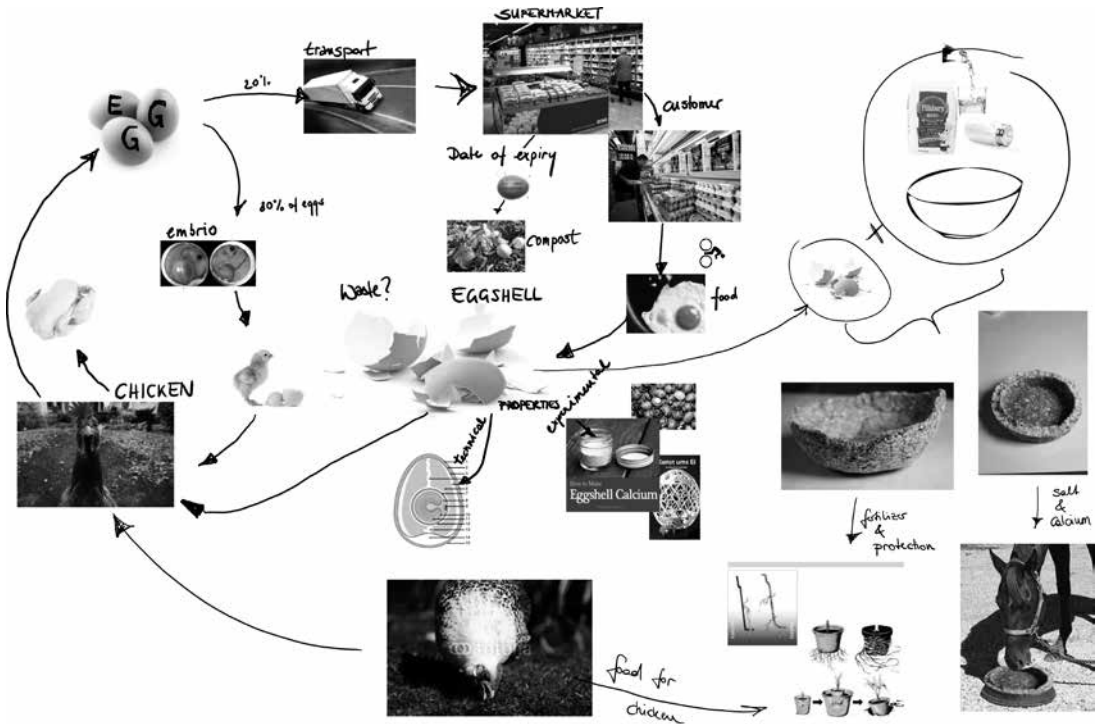 SUPERMARKET
transport
20%
E
G
G
customer
Date of expiry
80% of eggs
embrio
compost
Waste?
EGGSHELL
food
CHICKEN
PROPERTIES
experimental
technical
How to Make
Eggshell Calcium
Pillsbury
+
salt
&
calcium
fertilizer
&
protection
food for
chicken